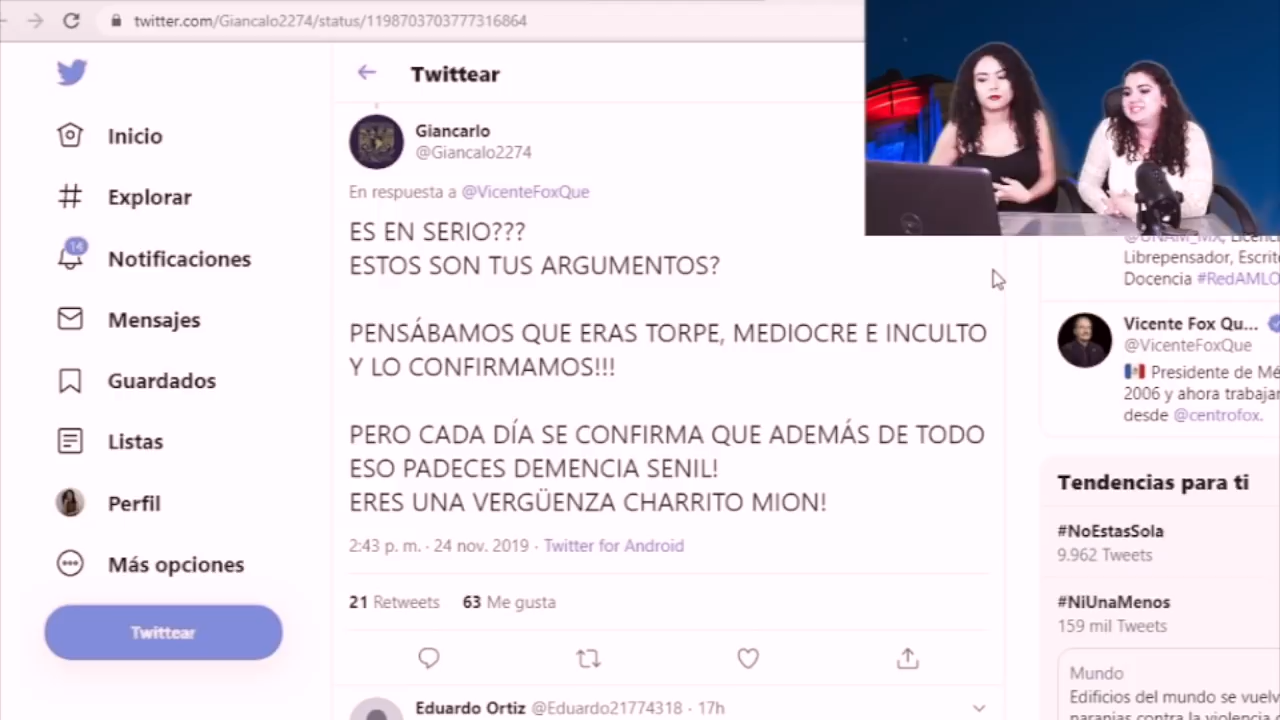 twitter.com/Giancalo2274/status/1198703703777316864
Inicio
Explorar
14
Notificaciones
Mensajes
Guardados
Listas
Perfil
Más opciones
Twittear
Twittear
Giancarlo
@Giancalo2274
En respuesta a @VicenteFoxQue
ES EN SERIO???
ESTOS SON TUS ARGUMENTOS?
PENSÁBAMOS QUE ERAS TORPE, MEDIOCRE E INCULTO
Y LO CONFIRMAMOS!!!
PERO CADA DÍA SE CONFIRMA QUE ADEMÁS DE TODO
ESO PADECES DEMENCIA SENIL!
ERES UNA VERGÜENZA CHARRITO MION!
2:43 p. m. · 24 nov. 2019 · Twitter for Android
21 Retweets 63 Me gusta
Eduardo Ortiz @Eduardo21774318 · 17h
@UNAM_MX, Licenci
Librepensador, Escrito
Docencia #RedAMLO
Vicente Fox Qu...
@VicenteFoxQue
Presidente de Mé
2006 y ahora trabajan
desde @centrofox.
Tendencias para ti
#NoEstasSola
9.962 Tweets
#NiUnaMenos
159 mil Tweets
Mundo
Edificios del mundo se vuelv
naranjas contra la violencia